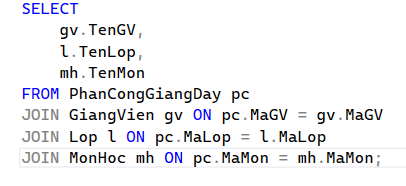 SELECT
    gv.TenGV,
    l.TenLop,
    mh.TenMon
FROM PhanCongGiangDay pc
JOIN GiangVien gv ON pc.MaGV = gv.MaGV
JOIN Lop l ON pc.MaLop = l.MaLop
JOIN MonHoc mh ON pc.MaMon = mh.MaMon;